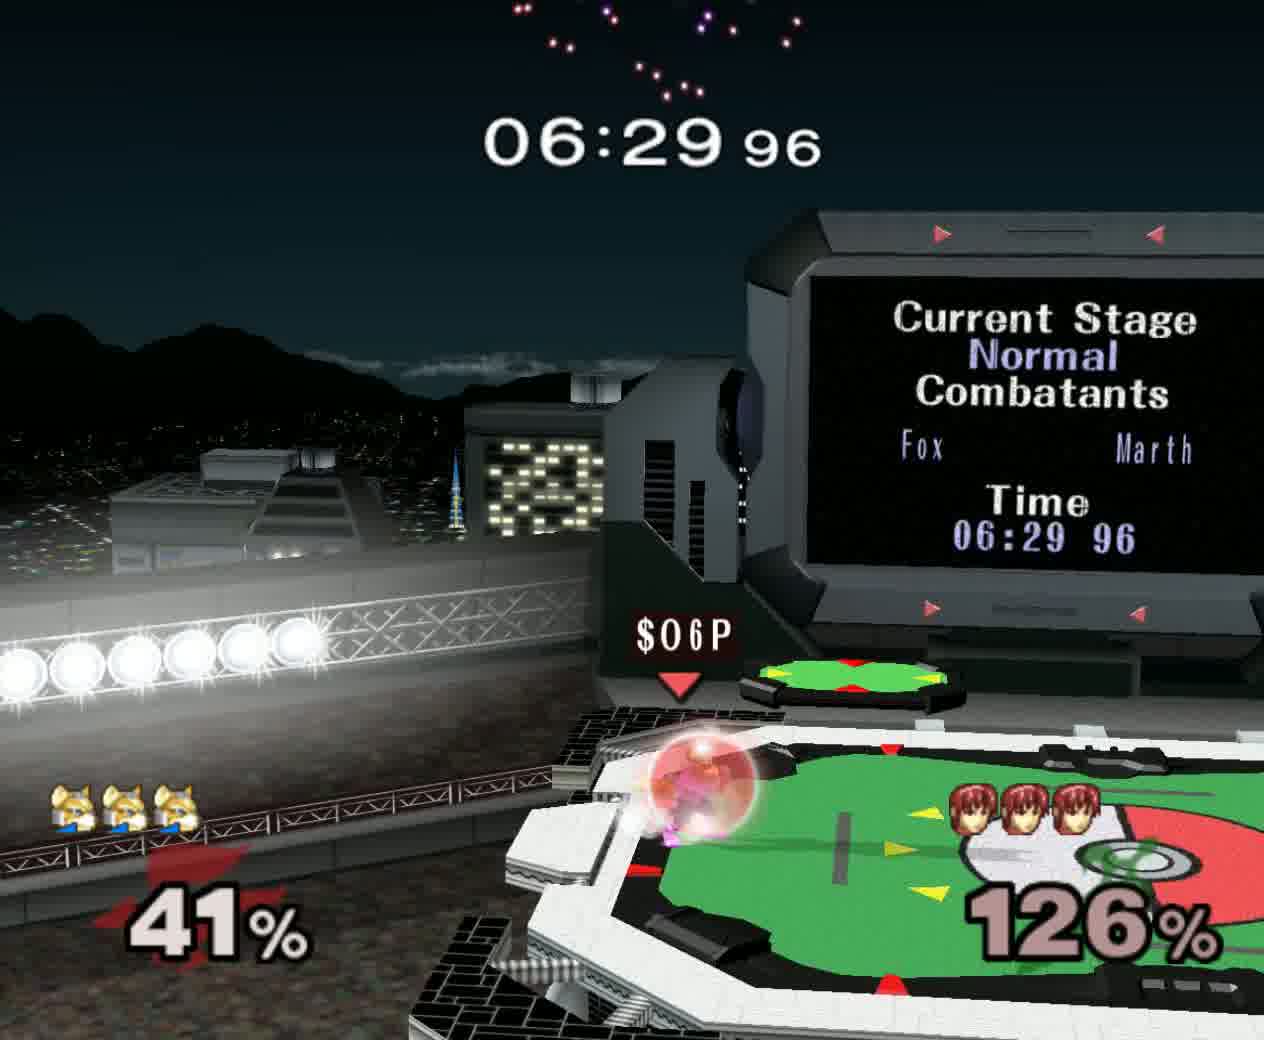 06:29 96
Current Stage
Normal
Combatants
Fox Marth
Time
06:29 96
$06P
41%
126%